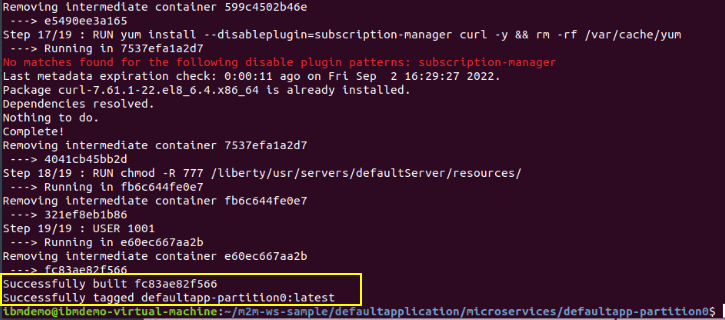 Removing intermediate container 599c4502b46e
 ---> e5490ee3a165
Step 17/19 : RUN yum install --disableplugin=subscription-manager curl -y && rm -rf /var/cache/yum
 ---> Running in 7537efa1a2d7
No matches found for the following disable plugin patterns: subscription-manager
Last metadata expiration check: 0:00:11 ago on Fri Sep  2 16:29:27 2022.
Package curl-7.61.1-22.el8_6.4.x86_64 is already installed.
Dependencies resolved.
Nothing to do.
Complete!
Removing intermediate container 7537efa1a2d7
 ---> 4041cb45bb2d
Step 18/19 : RUN chmod -R 777 /liberty/usr/servers/defaultServer/resources/
 ---> Running in fb6c644fe0e7
Removing intermediate container fb6c644fe0e7
 ---> 321ef8eb1b86
Step 19/19 : USER 1001
 ---> Running in e60ec667aa2b
Removing intermediate container e60ec667aa2b
 ---> fc83ae82f566
Successfully built fc83ae82f566
Successfully tagged defaultapp-partition0:latest
ibmdemo@ibmdemo-virtual-machine:~/m2m-ws-sample/defaultapplication/microservices/defaultapp-partition0$